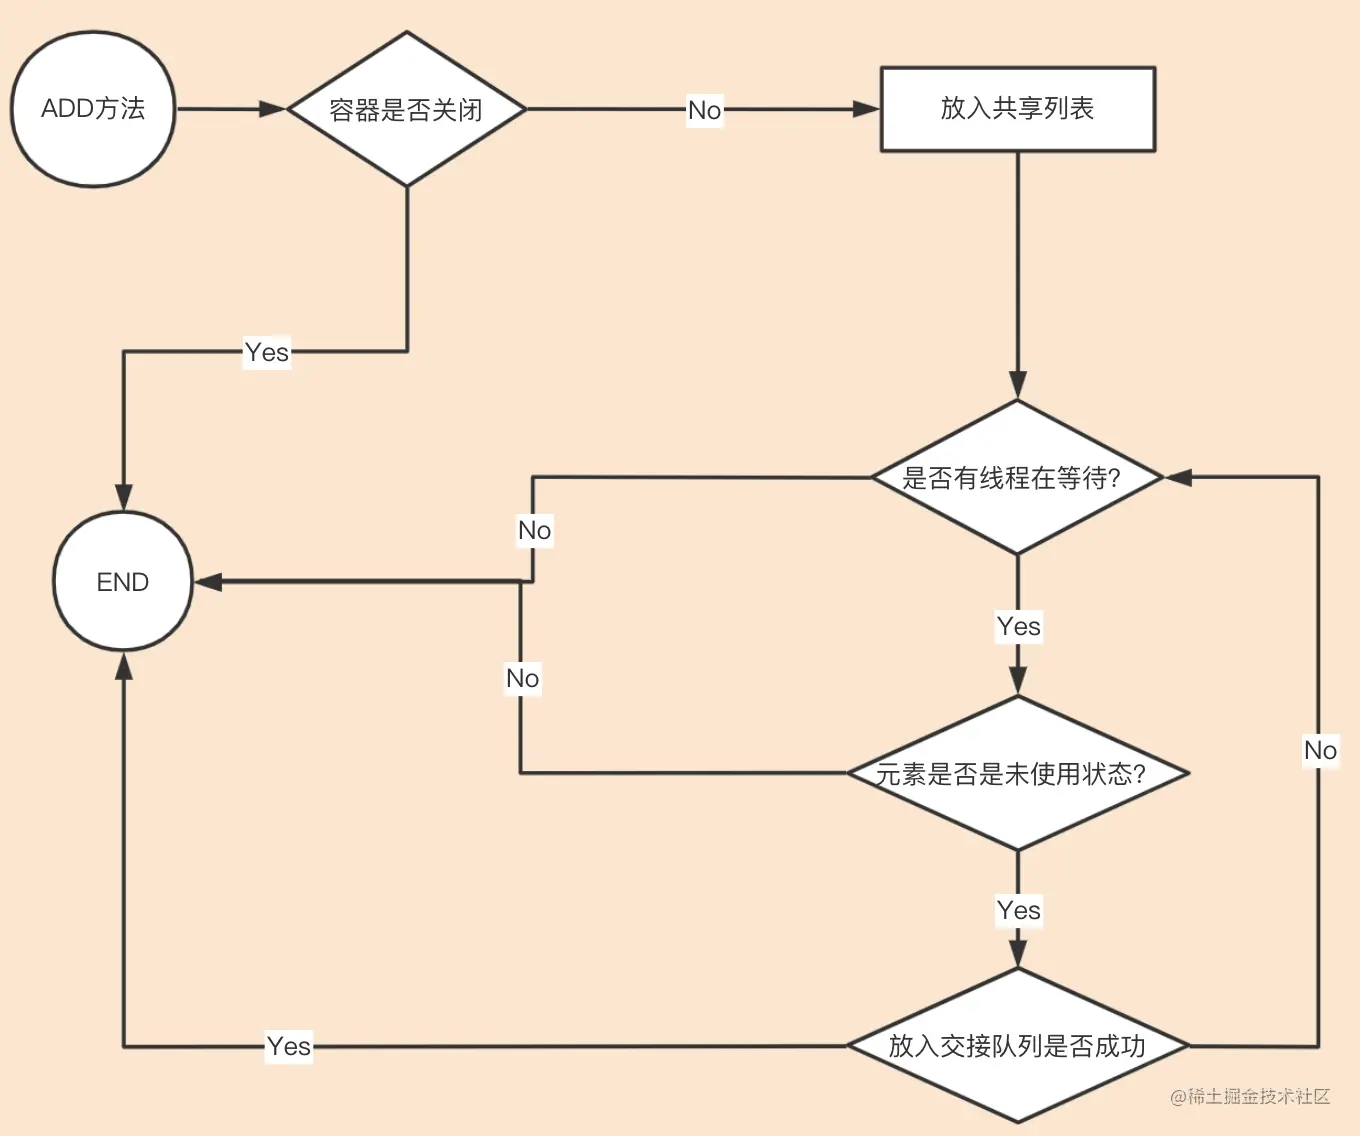 ADD方法
容器是否关闭
No
放入共享列表
Yes
是否有线程在等待?
No
END
Yes
No
元素是否是未使用状态?
No
Yes
放入交接队列是否成功
Yes
@稀土掘金技术社区